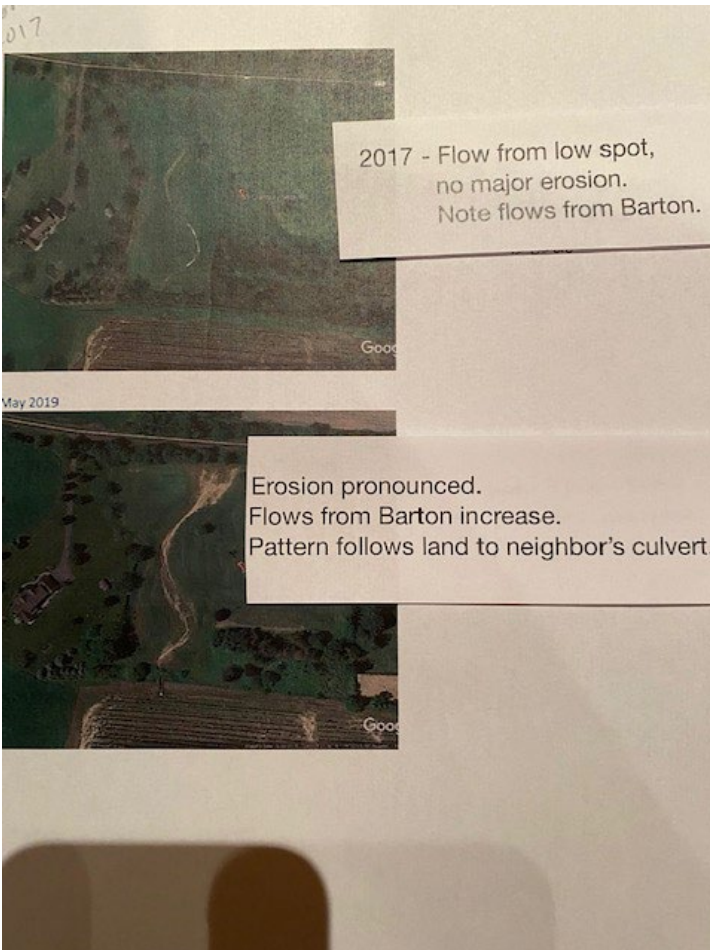 2017 - Flow from low spot,
no major erosion.
Note flows from Barton.
May 2019
Erosion pronounced.
Flows from Barton increase.
Pattern follows land to neighbor's culvert